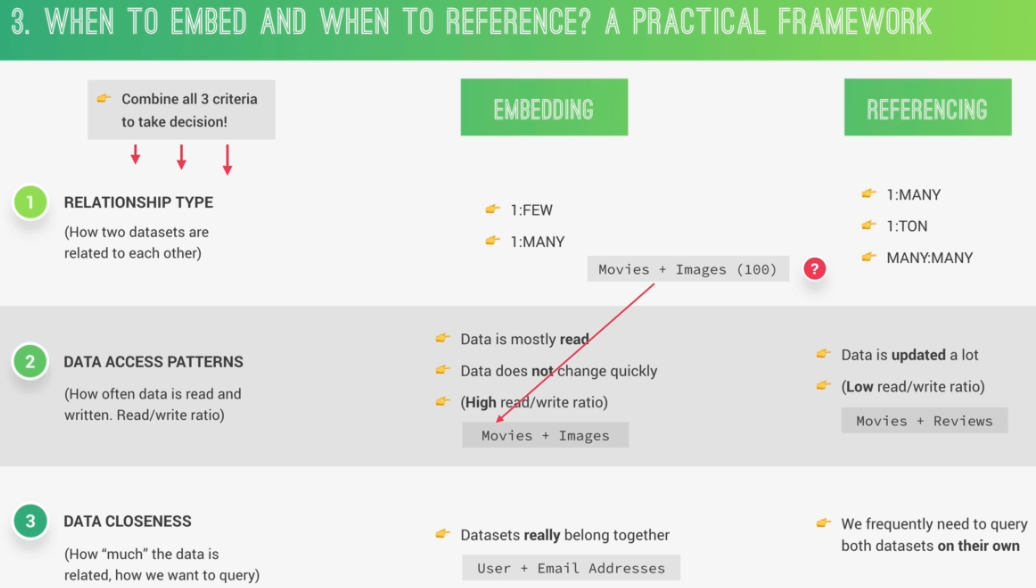 3. WHEN TO EMBED AND WHEN TO REFERENCE? A PRACTICAL FRAMEWORK
👉 Combine all 3 criteria
to take decision!
EMBEDDING
REFERENCING
1
RELATIONSHIP TYPE
(How two datasets are
related to each other)
👉 1:FEW
👉 1:MANY
Movies + Images (100)
?
👉 1:MANY
👉 1:TON
👉 MANY:MANY
2
DATA ACCESS PATTERNS
(How often data is read and
written. Read/write ratio)
👉 Data is mostly read
👉 Data does not change quickly
👉 (High read/write ratio)
Movies + Images
👉 Data is updated a lot
👉 (Low read/write ratio)
Movies + Reviews
3
DATA CLOSENESS
(How “much” the data is
related, how we want to query)
👉 Datasets really belong together
User + Email Addresses
👉 We frequently need to query
both datasets on their own